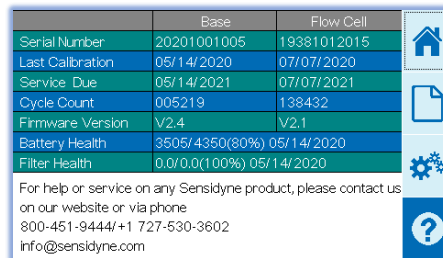 Base Flow Cell
Serial Number 20201001005 19381012015
Last Calibration 05/14/2020 07/07/2020
Service Due 05/14/2021 07/07/2021
Cycle Count 005219 138432
Firmware Version V2.4 V2.1
Battery Health 3505/4350(80%) 05/14/2020
Filter Health 0.0/0.0(100%) 05/14/2020
For help or service on any Sensidyne product, please contact us
on our website or via phone
800-451-9444/+1 727-530-3602
info@sensidyne.com
?